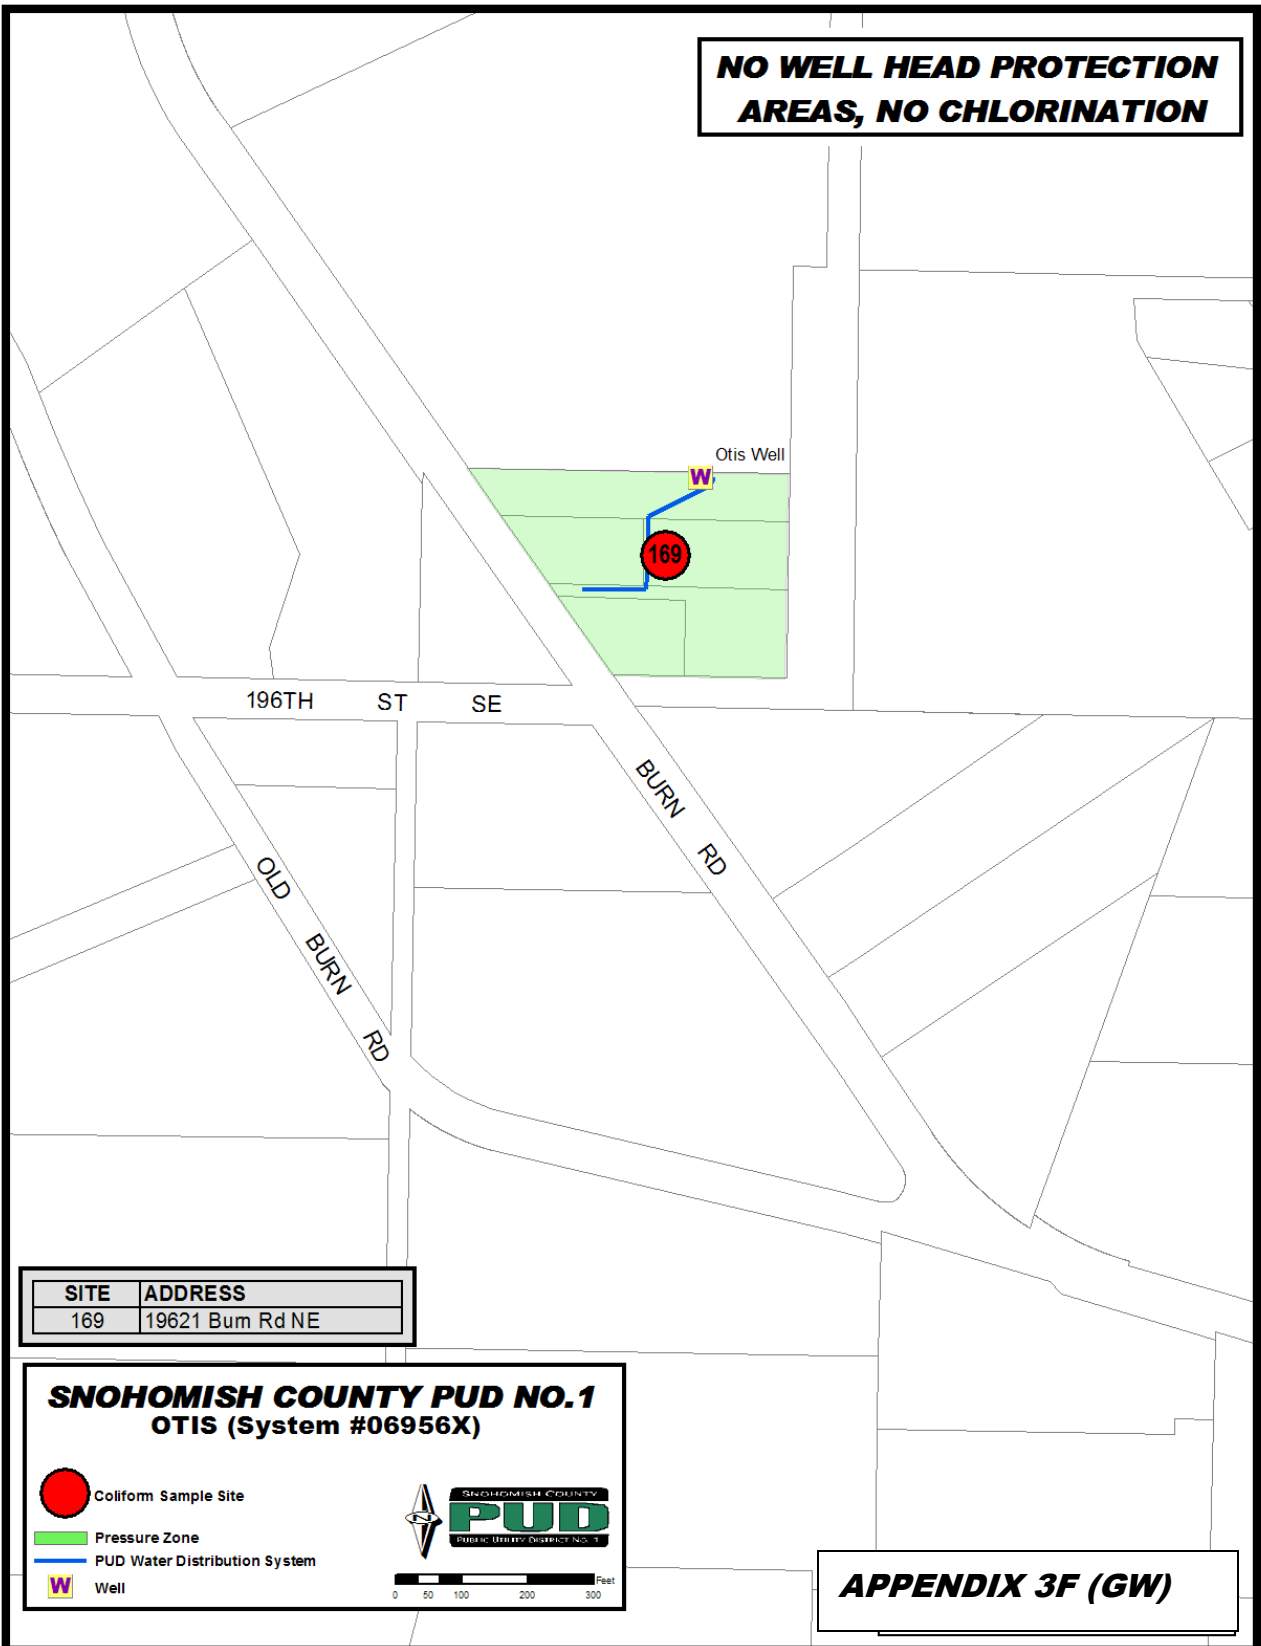 NO WELL HEAD PROTECTION
AREAS, NO CHLORINATION
Otis Well
W
169
196TH ST SE
BURN RD
OLD BURN RD
SITE ADDRESS
169 19621 Burn Rd NE
SNOHOMISH COUNTY PUD NO.1
OTIS (System #06956X)
Coliform Sample Site
Pressure Zone
PUD Water Distribution System
W Well
N
SNOHOMISH COUNTY
PUD
PUBLIC UTILITY DISTRICT NO. 1
Feet
0 50 100 200 300
APPENDIX 3F (GW)